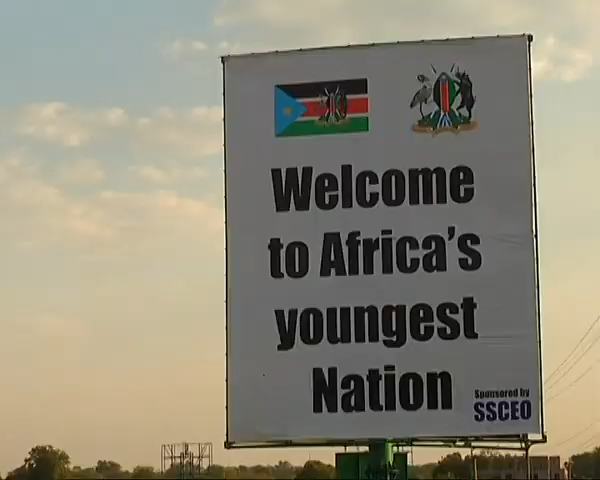 Welcome
to Africa's
youngest
Nation
Sponsored by
SSCEO